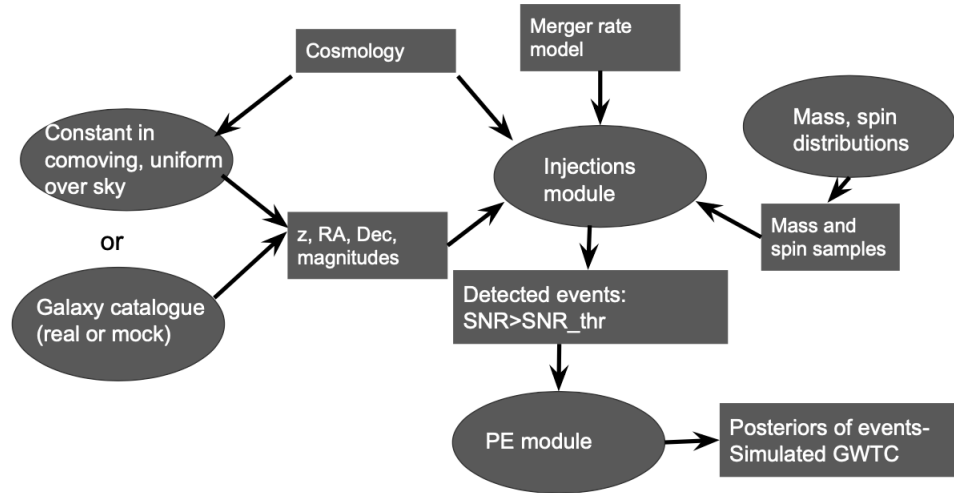 Cosmology
Merger rate
model
Constant in
comoving, uniform
over sky
or
Galaxy catalogue
(real or mock)
z, RA, Dec,
magnitudes
Injections
module
Mass, spin
distributions
Mass and
spin samples
Detected events:
SNR>SNR_thr
PE module
Posteriors of events-
Simulated GWTC